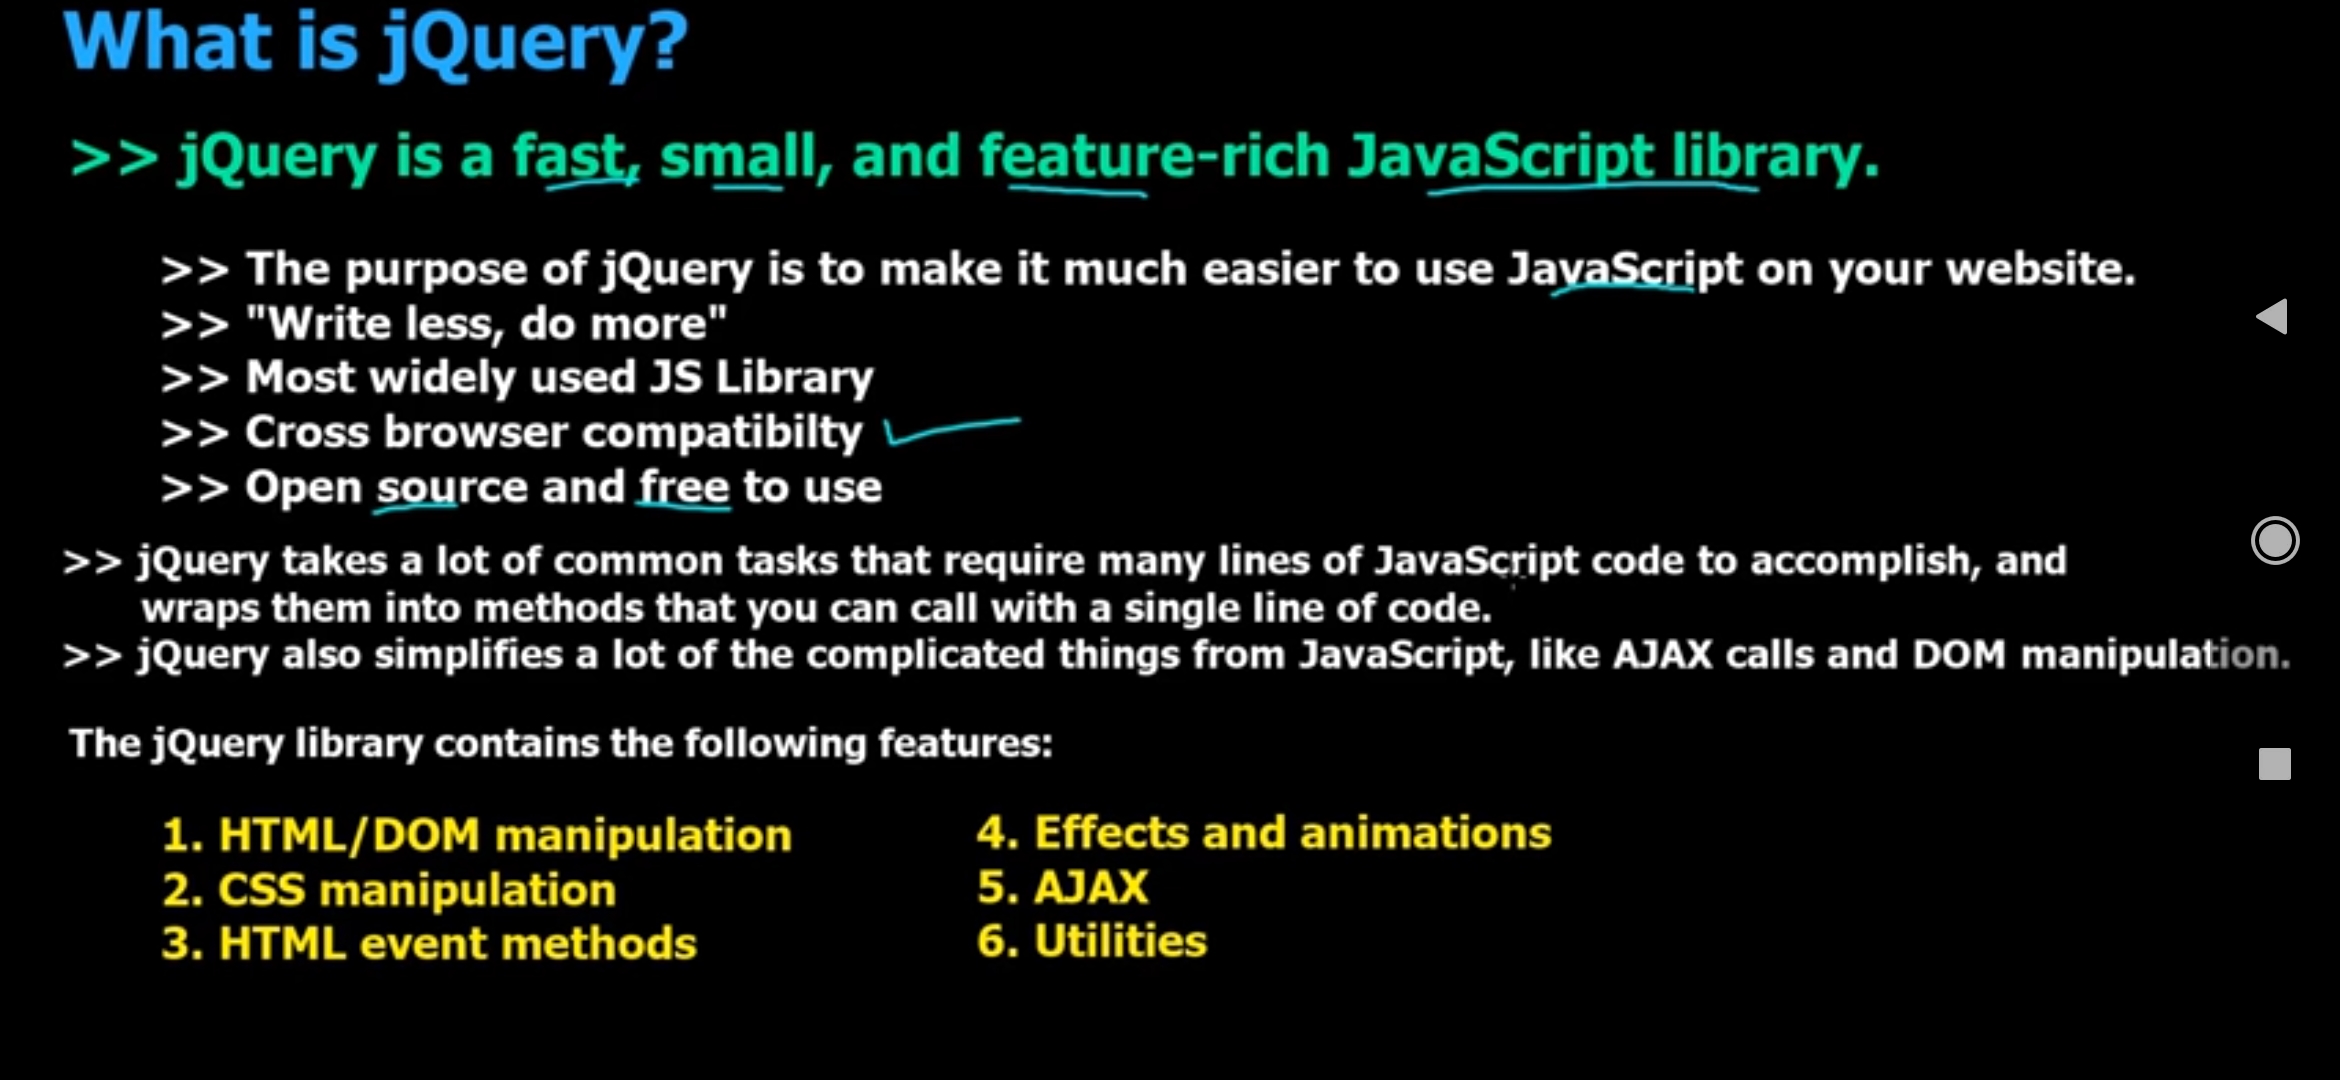 What is jQuery?
>> jQuery is a fast, small, and feature-rich JavaScript library.
>> The purpose of jQuery is to make it much easier to use JavaScript on your website.
>> "Write less, do more"
>> Most widely used JS Library
>> Cross browser compatibilty
>> Open source and free to use
>> jQuery takes a lot of common tasks that require many lines of JavaScript code to accomplish, and
wraps them into methods that you can call with a single line of code.
>> jQuery also simplifies a lot of the complicated things from JavaScript, like AJAX calls and DOM manipulation.
The jQuery library contains the following features:
1. HTML/DOM manipulation
2. CSS manipulation
3. HTML event methods
4. Effects and animations
5. AJAX
6. Utilities